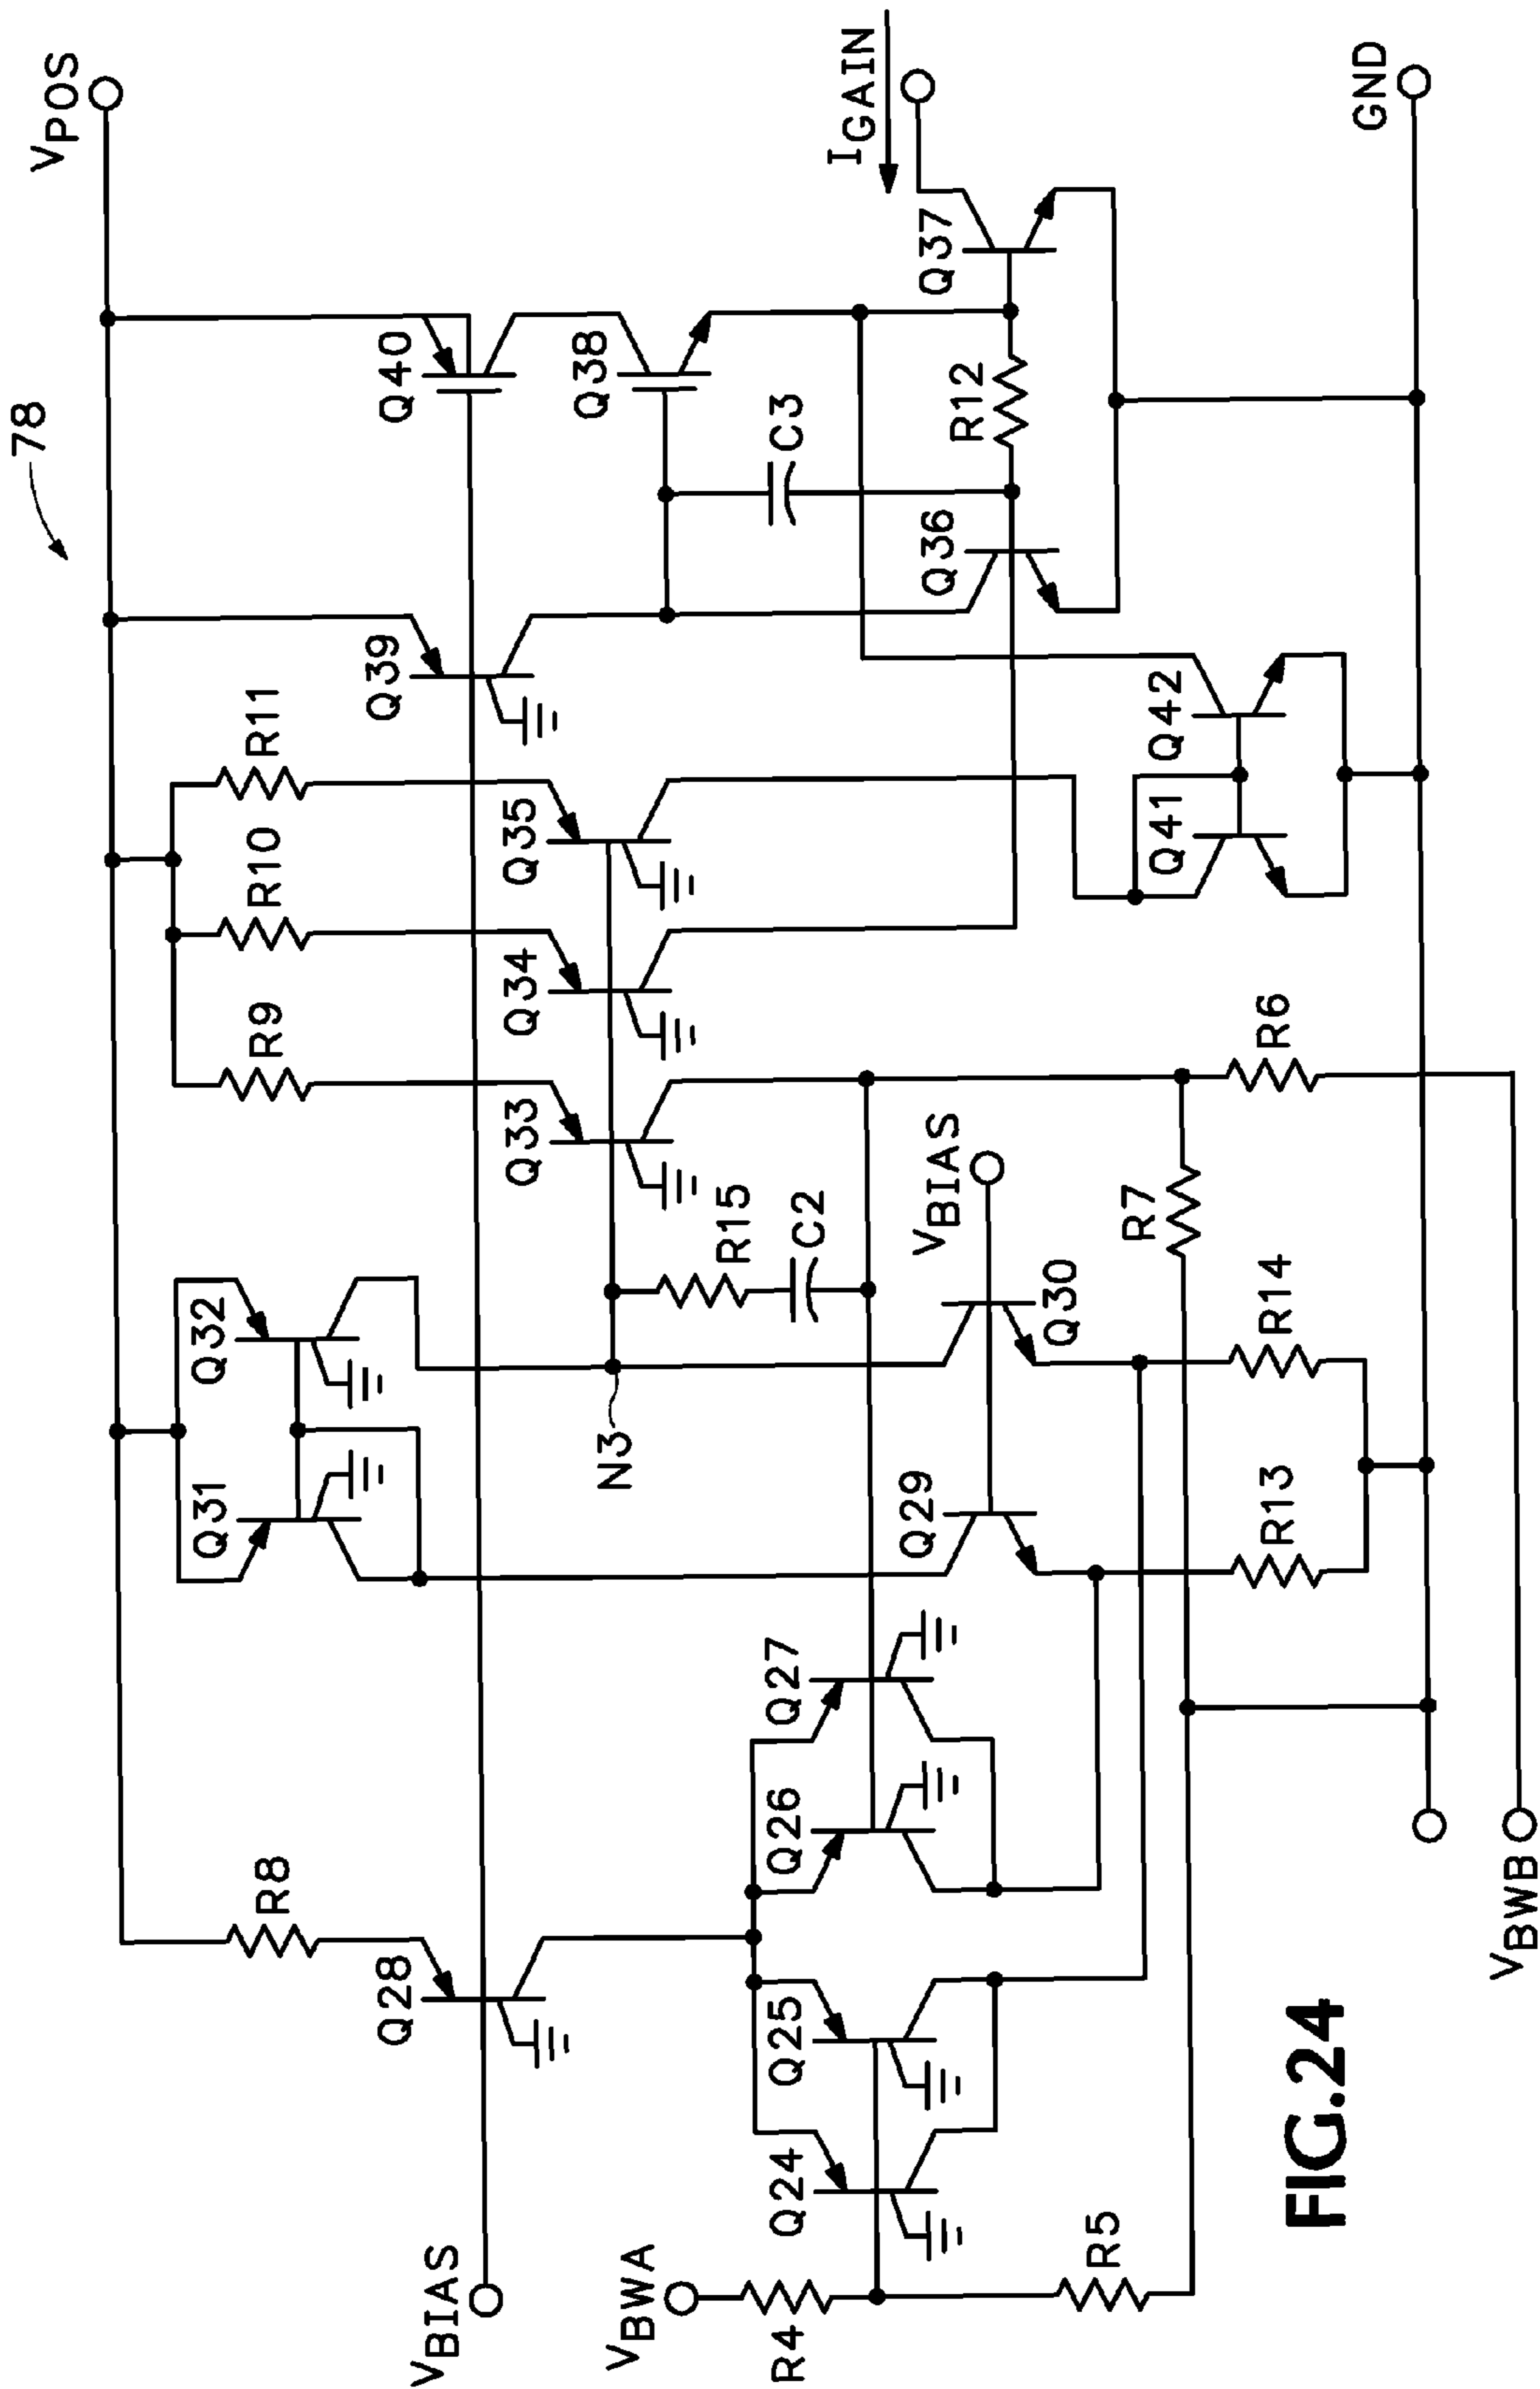 78
VPOS
VBIAS
R8
Q28
Q31
Q32
R9
R10
R11
Q33
Q34
Q35
Q39
Q40
Q38
N3
R15
C2
C3
VBWA
R4
Q24
Q25
Q26
Q27
Q29
Q30
VBIAS
Q36
R12
Q37
IGAIN
R5
R13
R14
R7
R6
Q41
Q42
GND
VBWB
FIG.24